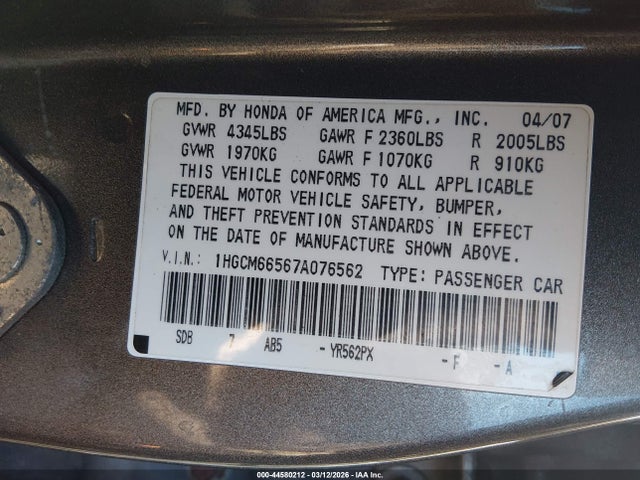 MFD. BY HONDA OF AMERICA MFG., INC. 04/07
GVWR 4345LBS GAWR F 2360LBS R 2005LBS
GVWR 1970KG GAWR F 1070KG R 910KG
THIS VEHICLE CONFORMS TO ALL APPLICABLE
FEDERAL MOTOR VEHICLE SAFETY, BUMPER,
AND THEFT PREVENTION STANDARDS IN EFFECT
ON THE DATE OF MANUFACTURE SHOWN ABOVE.
V.I.N.: 1HGCM66567A076562 TYPE: PASSENGER CAR
SDB 7 AB5 - YR562PX - F - A
000-44580212 - 03/12/2026 - IAA Inc.